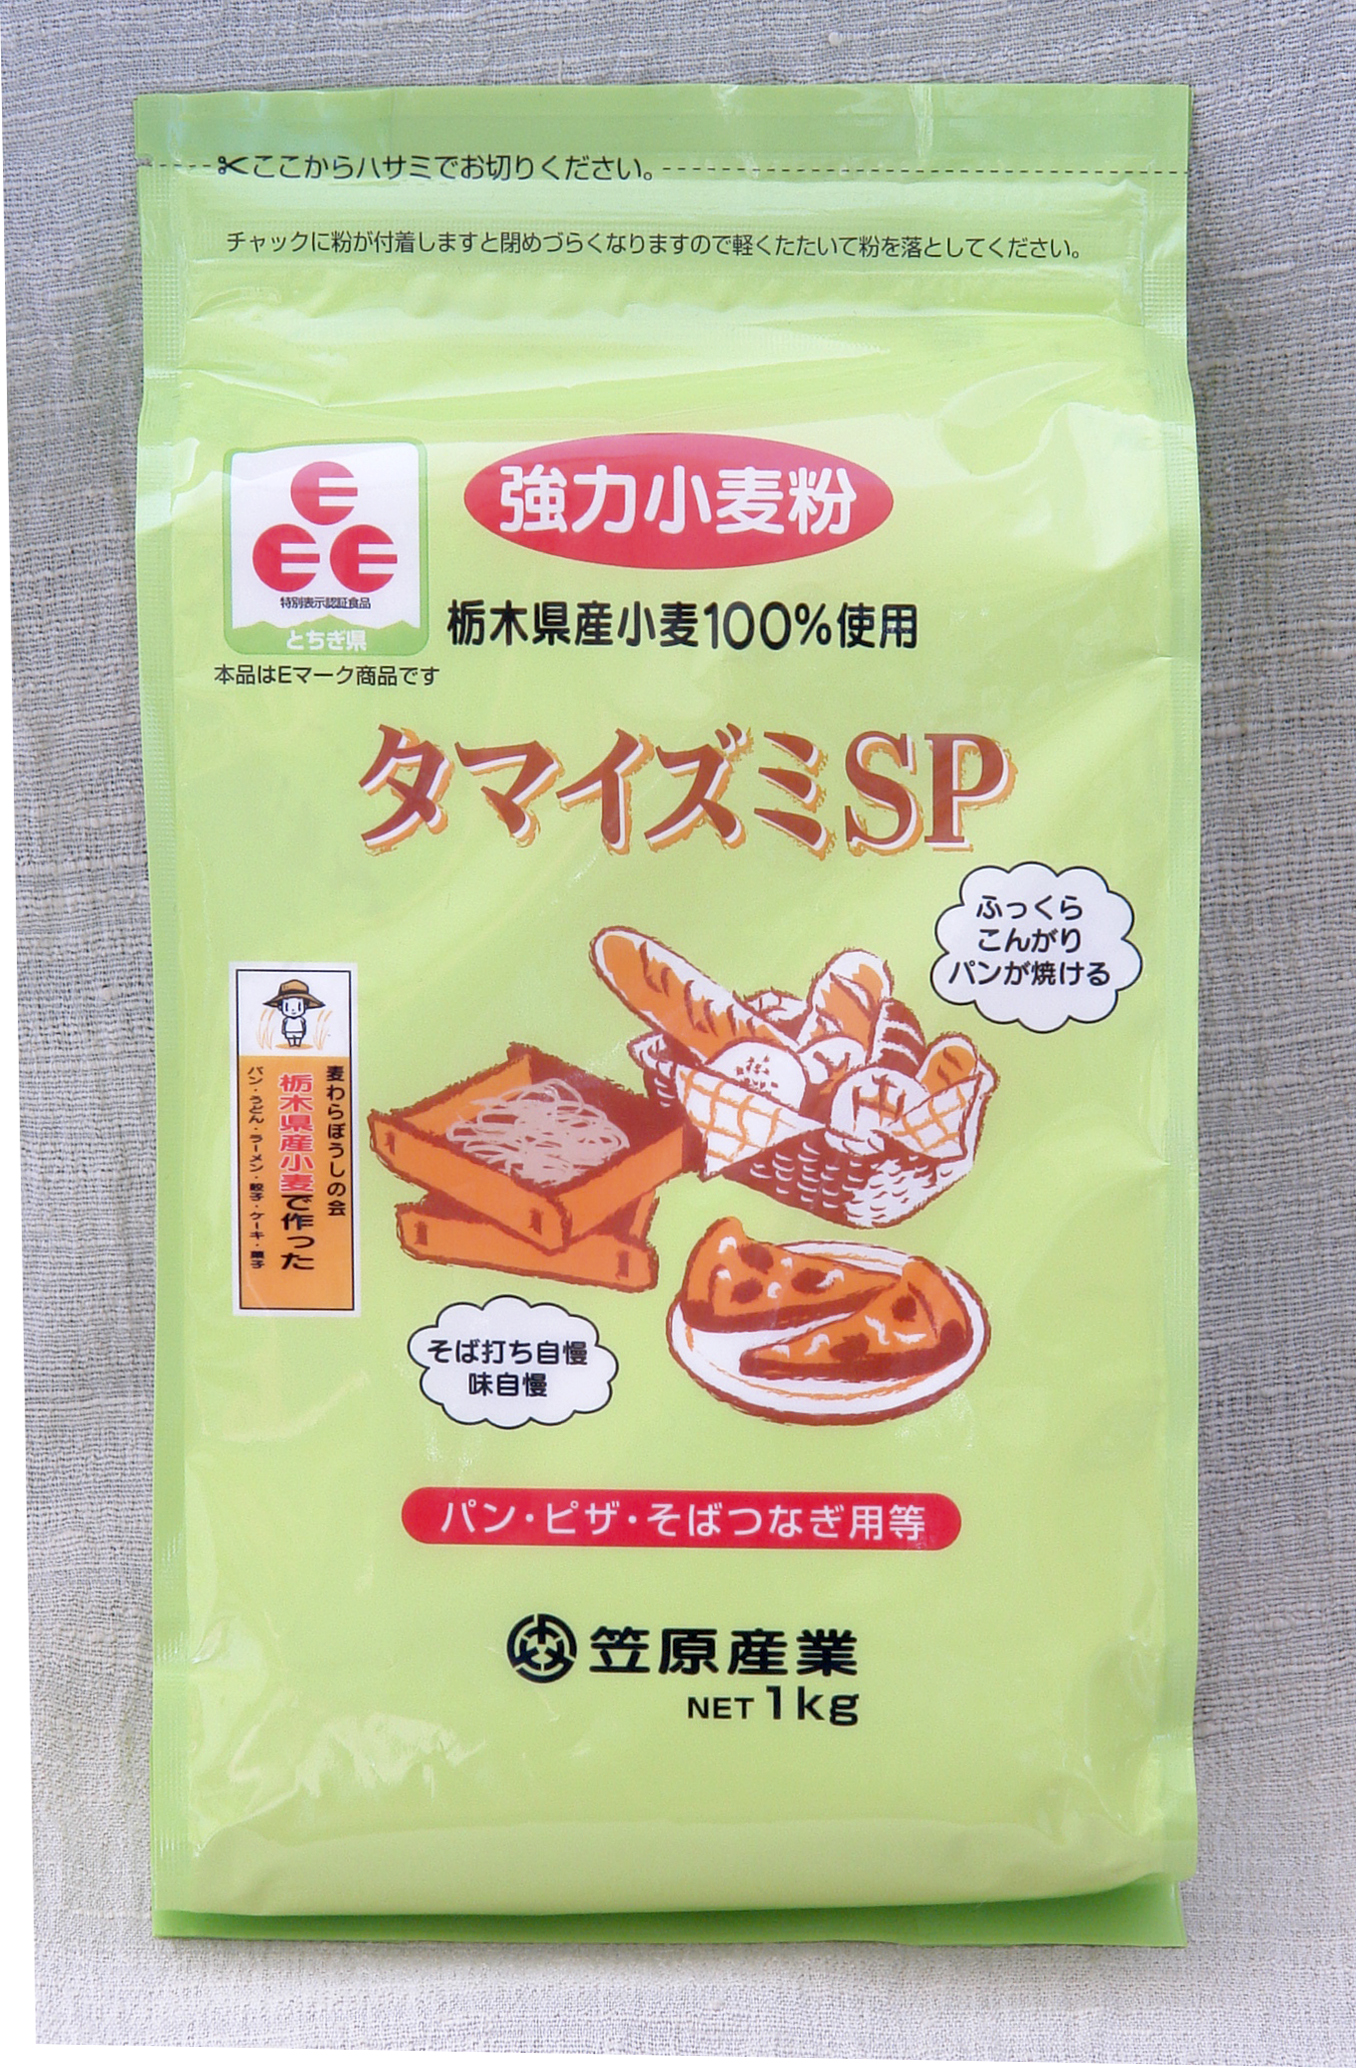 ここからハサミでお切りください。
チャックに粉が付着しますと閉めづらくなりますので軽くたたいて粉を落としてください。
E
E E
特別表示認証食品
とちぎ県
本品はEマーク商品です
強力小麦粉
栃木県産小麦100%使用
タマイズミSP
ふっくら
こんがり
パンが焼ける
麦わらぼうしの会
栃木県産小麦で作った
パン・うどん・ラーメン・餃子・ケーキ・菓子
そば打ち自慢
味自慢
パン・ピザ・そばつなぎ用等
笠原産業
NET 1kg